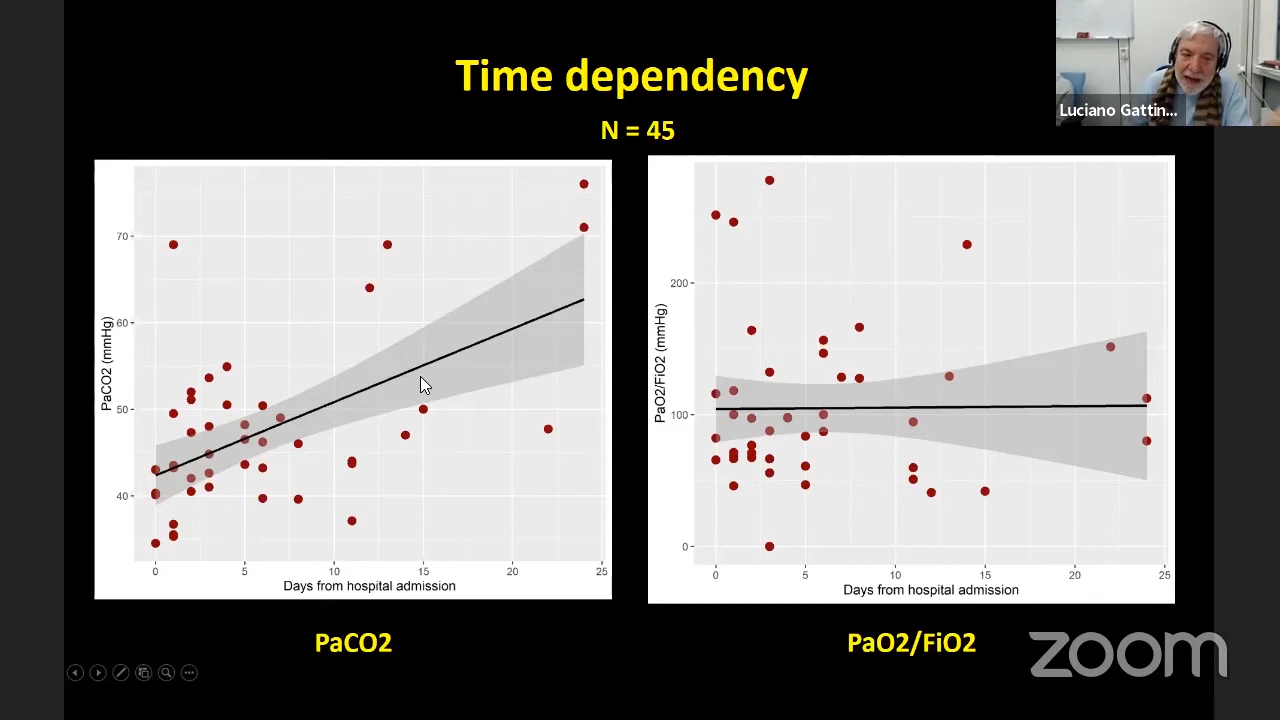 Time dependency
N = 45
Luciano Gattin...
PaCO2 (mmHg)
70
60
50
40
0
5
10
15
20
25
Days from hospital admission
PaO2/FiO2 (mmHg)
200
100
0
0
5
10
15
20
25
Days from hospital admission
PaCO2
PaO2/FiO2
zoom